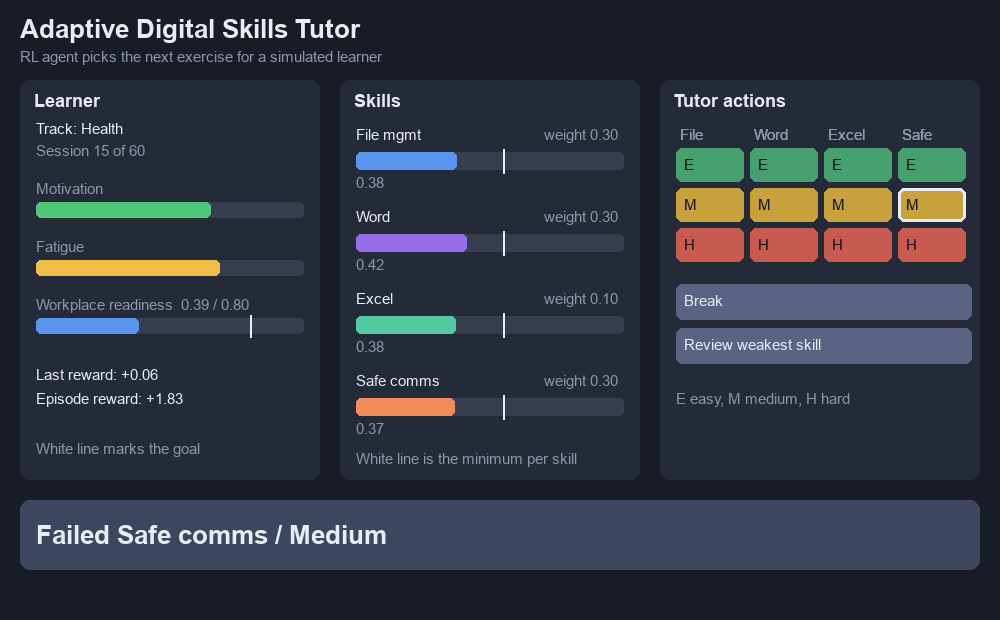 Adaptive Digital Skills Tutor
RL agent picks the next exercise for a simulated learner
Learner
Track: Health
Session 15 of 60
Motivation
Fatigue
Workplace readiness 0.39 / 0.80
Last reward: +0.06
Episode reward: +1.83
White line marks the goal
Skills
File mgmt weight 0.30
0.38
Word weight 0.30
0.42
Excel weight 0.10
0.38
Safe comms weight 0.30
0.37
White line is the minimum per skill
Tutor actions
File Word Excel Safe
E E E E
M M M M
H H H H
Break
Review weakest skill
E easy, M medium, H hard
Failed Safe comms / Medium